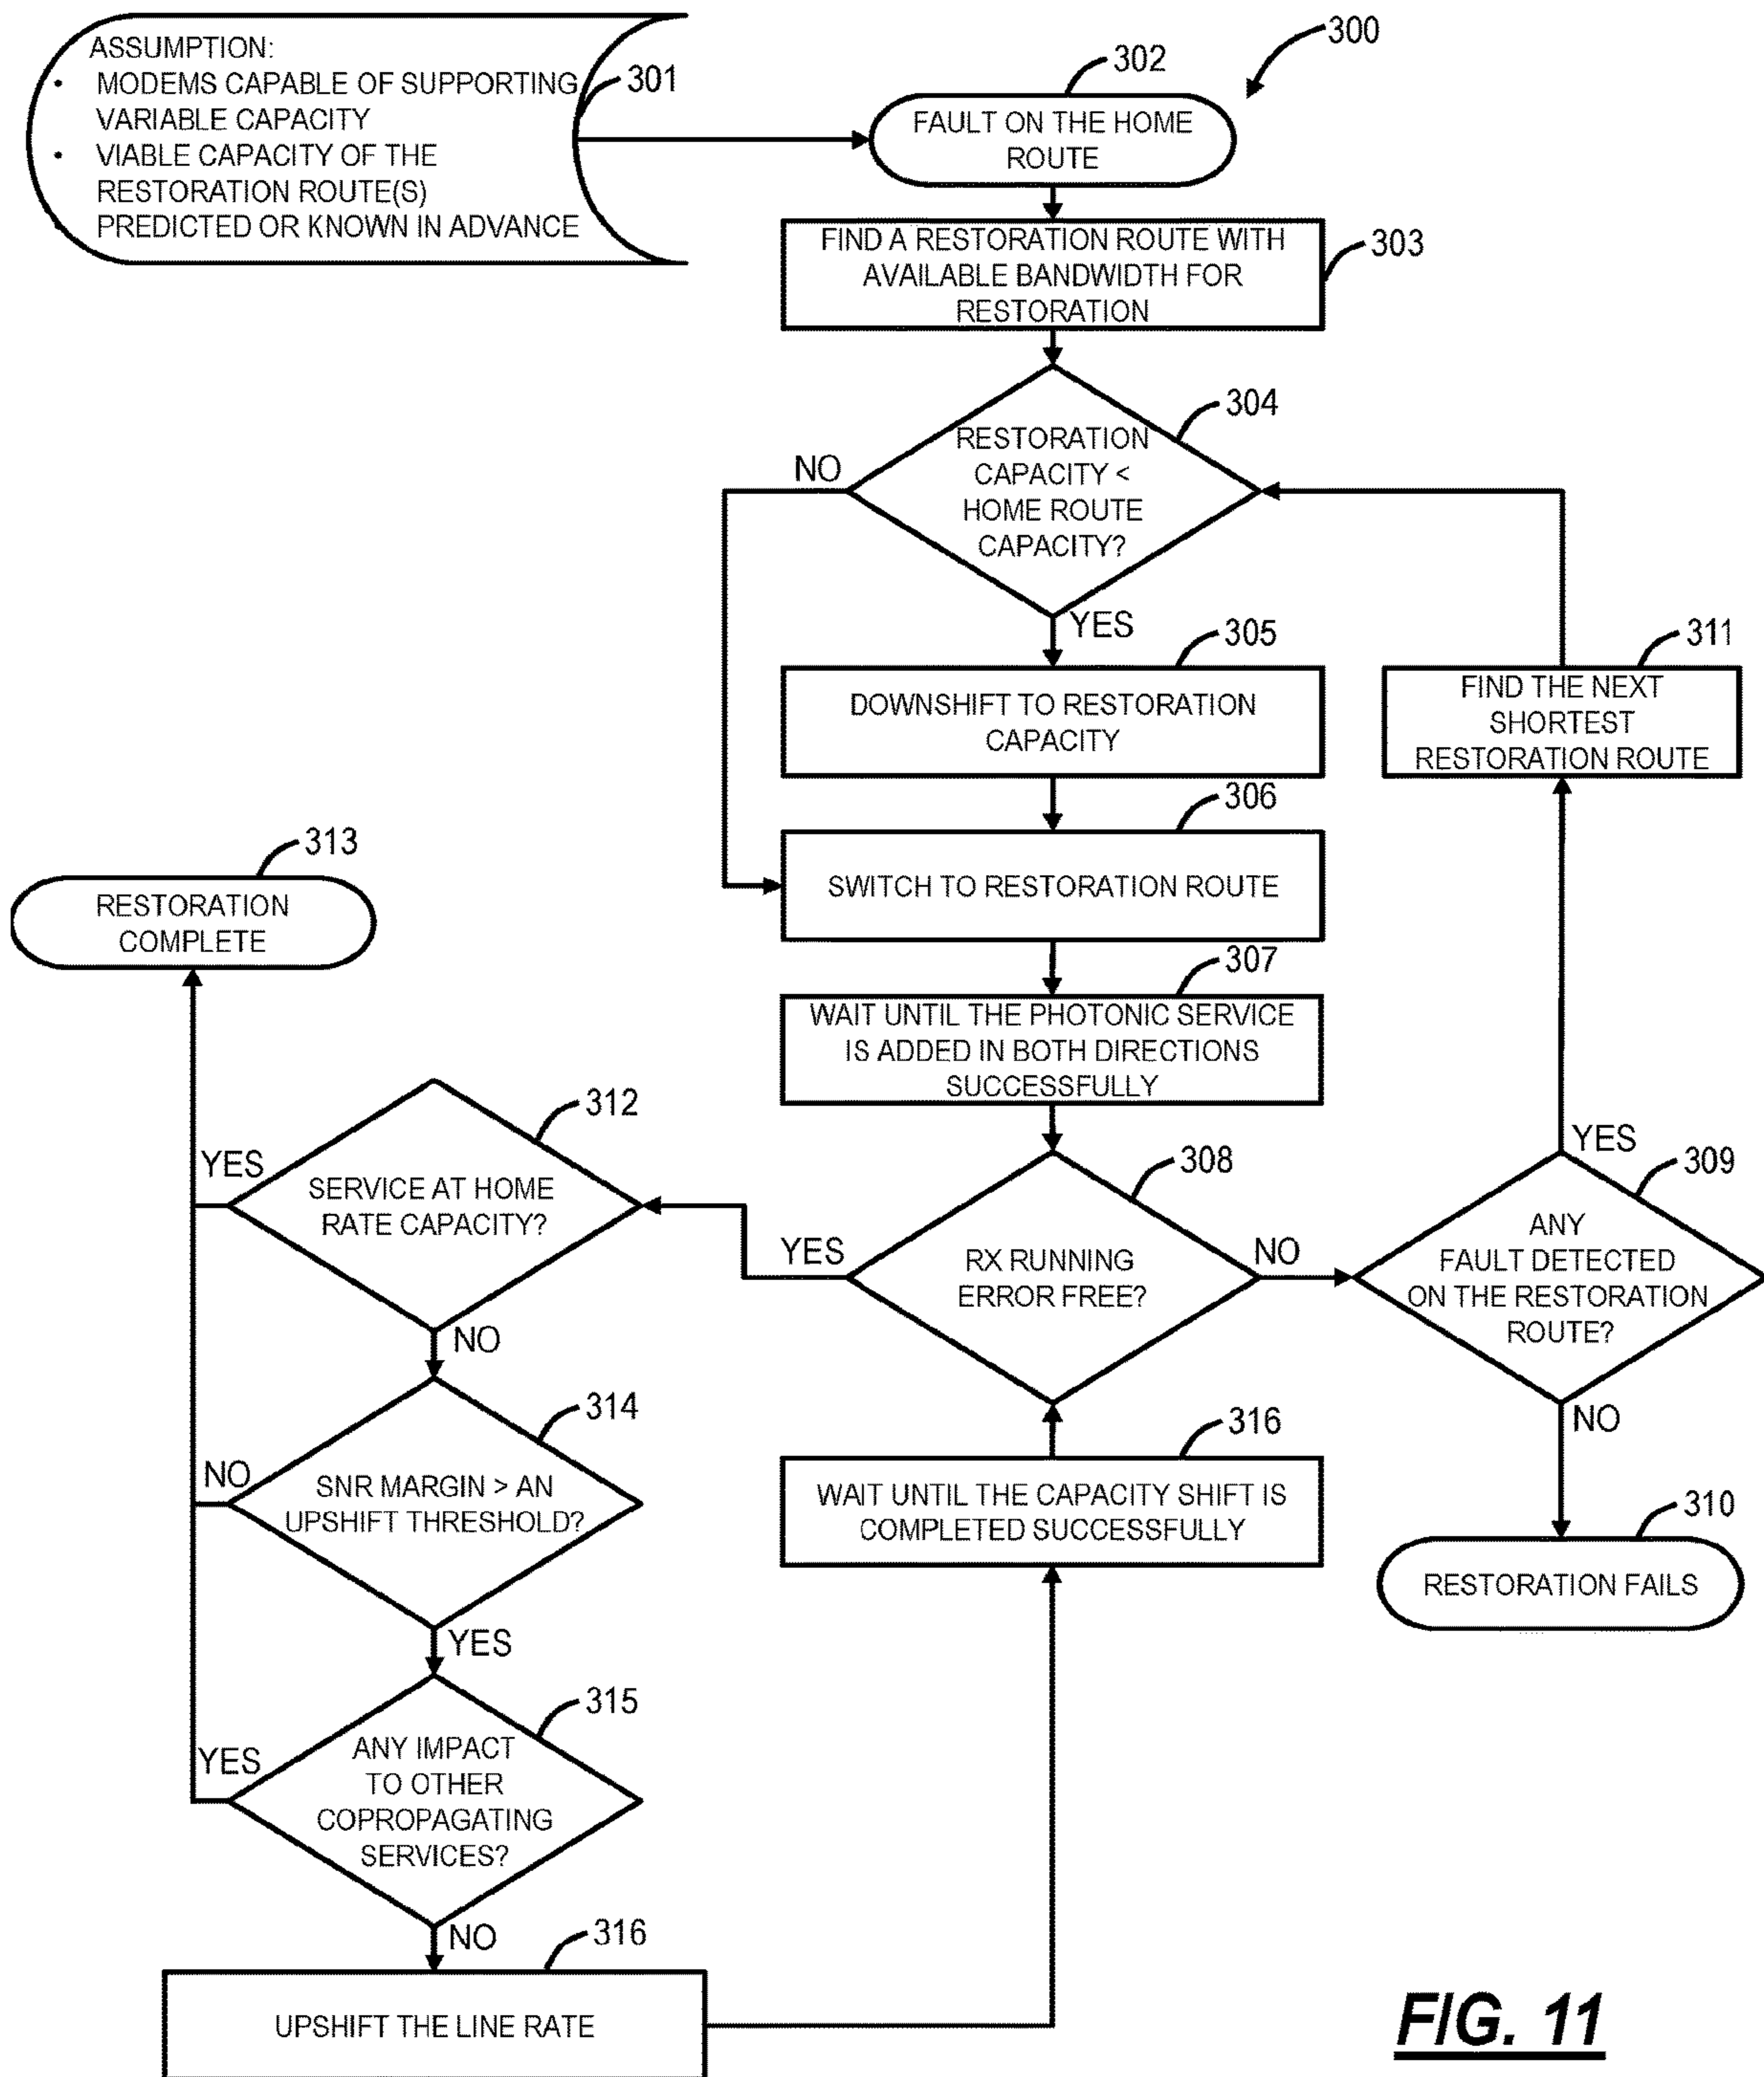 ASSUMPTION:
• MODEMS CAPABLE OF SUPPORTING
VARIABLE CAPACITY
• VIABLE CAPACITY OF THE
RESTORATION ROUTE(S)
PREDICTED OR KNOWN IN ADVANCE
301
302
300
FAULT ON THE HOME
ROUTE
FIND A RESTORATION ROUTE WITH
AVAILABLE BANDWIDTH FOR
RESTORATION
303
304
RESTORATION
CAPACITY <
HOME ROUTE
CAPACITY?
NO
YES
305
DOWNSHIFT TO RESTORATION
CAPACITY
311
FIND THE NEXT
SHORTEST
RESTORATION ROUTE
306
SWITCH TO RESTORATION ROUTE
313
RESTORATION
COMPLETE
307
WAIT UNTIL THE PHOTONIC SERVICE
IS ADDED IN BOTH DIRECTIONS
SUCCESSFULLY
312
YES
SERVICE AT HOME
RATE CAPACITY?
NO
308
YES
RX RUNNING
ERROR FREE?
NO
YES
309
ANY
FAULT DETECTED
ON THE RESTORATION
ROUTE?
NO
314
NO
SNR MARGIN > AN
UPSHIFT THRESHOLD?
YES
316
WAIT UNTIL THE CAPACITY SHIFT IS
COMPLETED SUCCESSFULLY
310
RESTORATION FAILS
315
YES
ANY IMPACT
TO OTHER
COPROPAGATING
SERVICES?
NO
316
UPSHIFT THE LINE RATE
FIG. 11